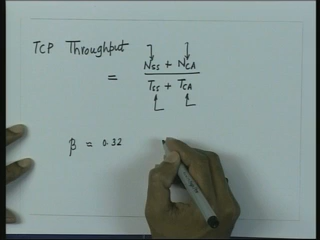 TCP Throughput
= N_SS + N_CA
T_SS + T_CA
β = 0.32